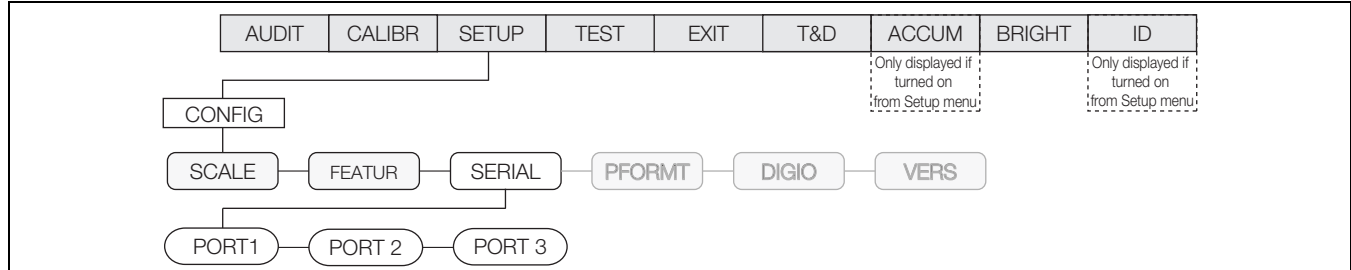 AUDIT CALIBR SETUP TEST EXIT T&D ACCUM BRIGHT ID
Only displayed if
turned on
from Setup menu
Only displayed if
turned on
from Setup menu
CONFIG
SCALE FEATUR SERIAL PFORMT DIGIO VERS
PORT1 PORT 2 PORT 3